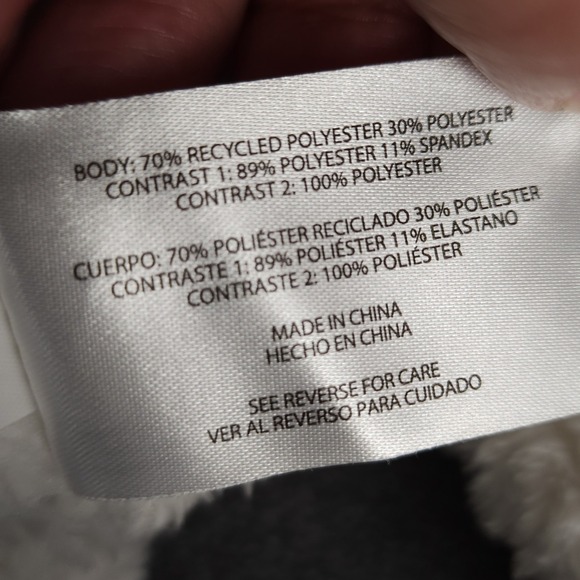 BODY: 70% RECYCLED POLYESTER 30% POLYESTER
CONTRAST 1: 89% POLYESTER 11% SPANDEX
CONTRAST 2: 100% POLYESTER
CUERPO: 70% POLIÉSTER RECICLADO 30% POLIÉSTER
CONTRASTE 1: 89% POLIÉSTER 11% ELASTANO
CONTRASTE 2: 100% POLIÉSTER
MADE IN CHINA
HECHO EN CHINA
SEE REVERSE FOR CARE
VER AL REVERSO PARA CUIDADO